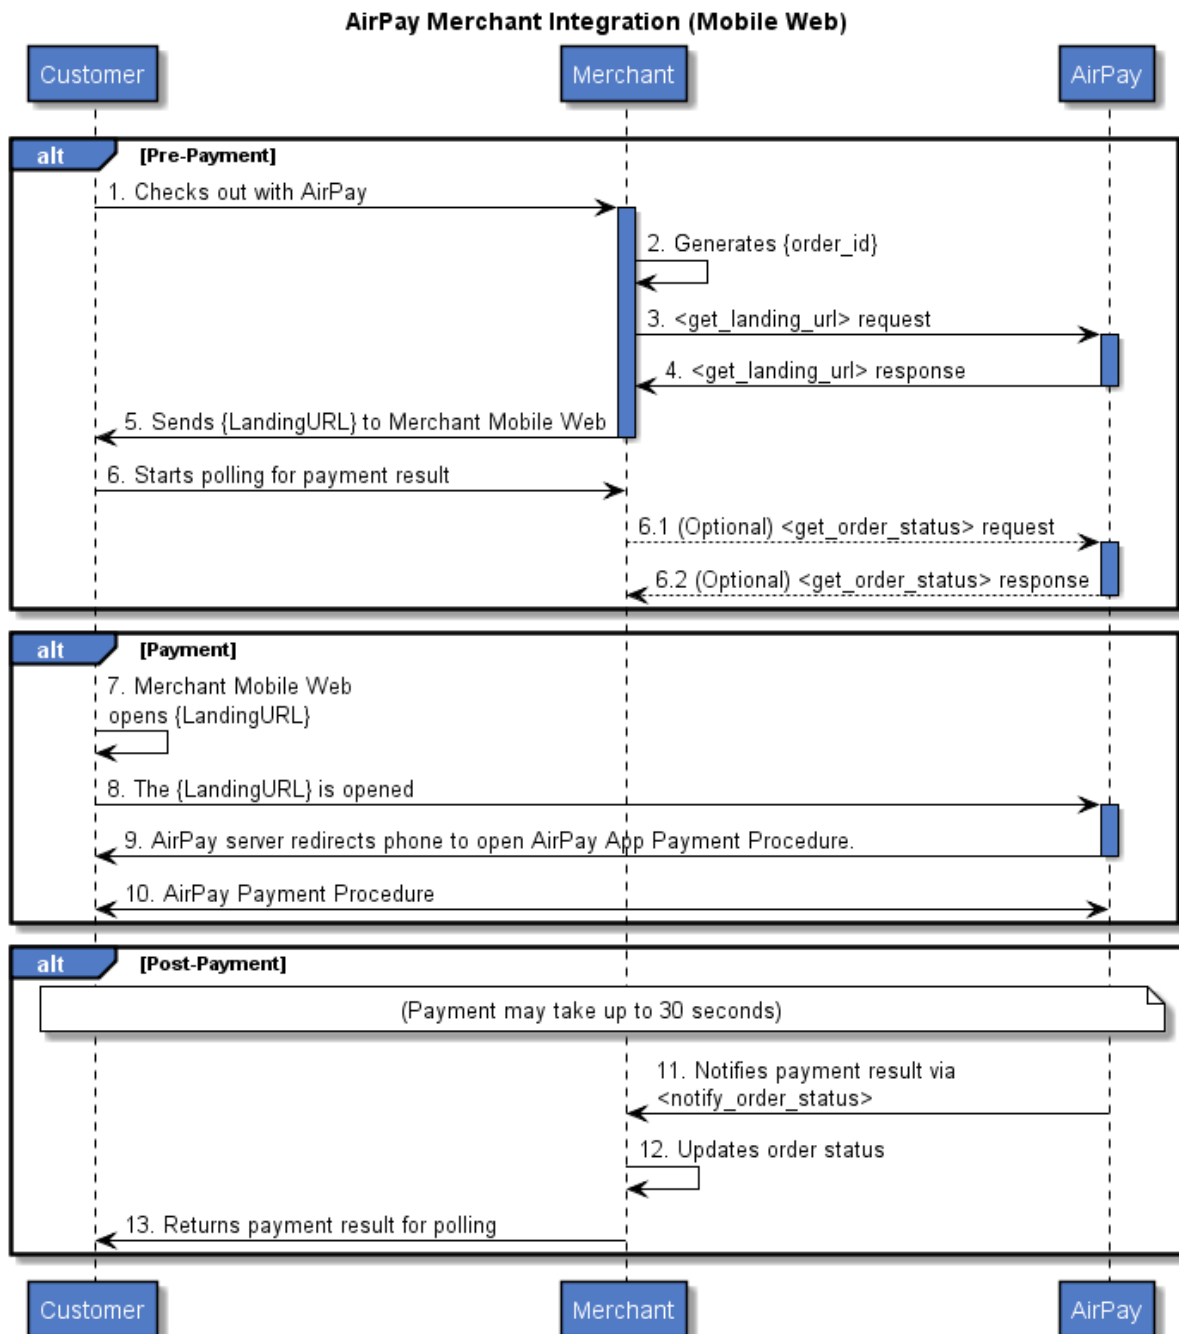 AirPay Merchant Integration (Mobile Web)
Customer
Merchant
AirPay
alt
[Pre-Payment]
1. Checks out with AirPay
2. Generates {order_id}
3. <get_landing_url> request
4. <get_landing_url> response
5. Sends {LandingURL} to Merchant Mobile Web
6. Starts polling for payment result
6.1 (Optional) <get_order_status> request
6.2 (Optional) <get_order_status> response
alt
[Payment]
7. Merchant Mobile Web
opens {LandingURL}
8. The {LandingURL} is opened
9. AirPay server redirects phone to open AirPay App Payment Procedure.
10. AirPay Payment Procedure
alt
[Post-Payment]
(Payment may take up to 30 seconds)
11. Notifies payment result via
<notify_order_status>
12. Updates order status
13. Returns payment result for polling
Customer
Merchant
AirPay